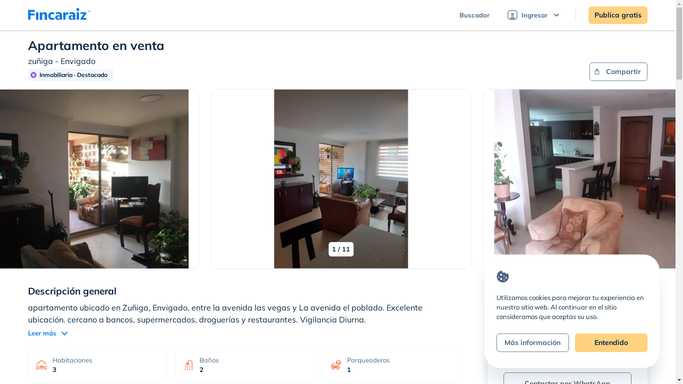 Fincaraiz
Buscador
Ingresar
Publica gratis
Apartamento en venta
zuñiga - Envigado
Inmobiliaria · Destacado
Compartir
1 / 11
Descripción general
apartamento ubicado en Zuñiga, Envigado, entre la avenida las vegas y La avenida el poblado. Excelente
ubicación, cercano a bancos, supermercados, droguerías y restaurantes. Vigilancia Diurna.
Leer más
Habitaciones
3
Baños
2
Parqueaderos
1
Utilizamos cookies para mejorar tu experiencia en
nuestro sitio web. Al continuar en el sitio
consideramos que aceptas su uso.
Más información
Entendido
Contactar por WhatsApp